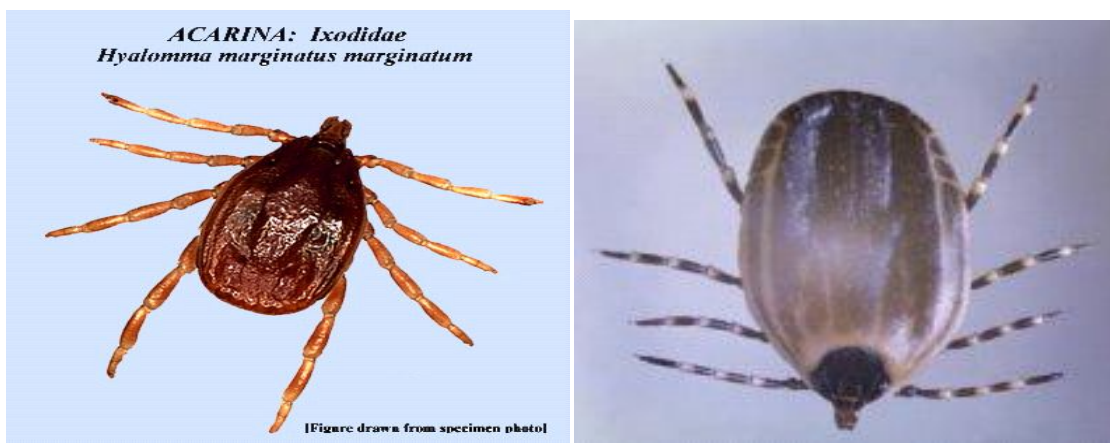 ACARINA: Ixodidae
Hyalomma marginatus marginatum
[Figure drawn from specimen photo]